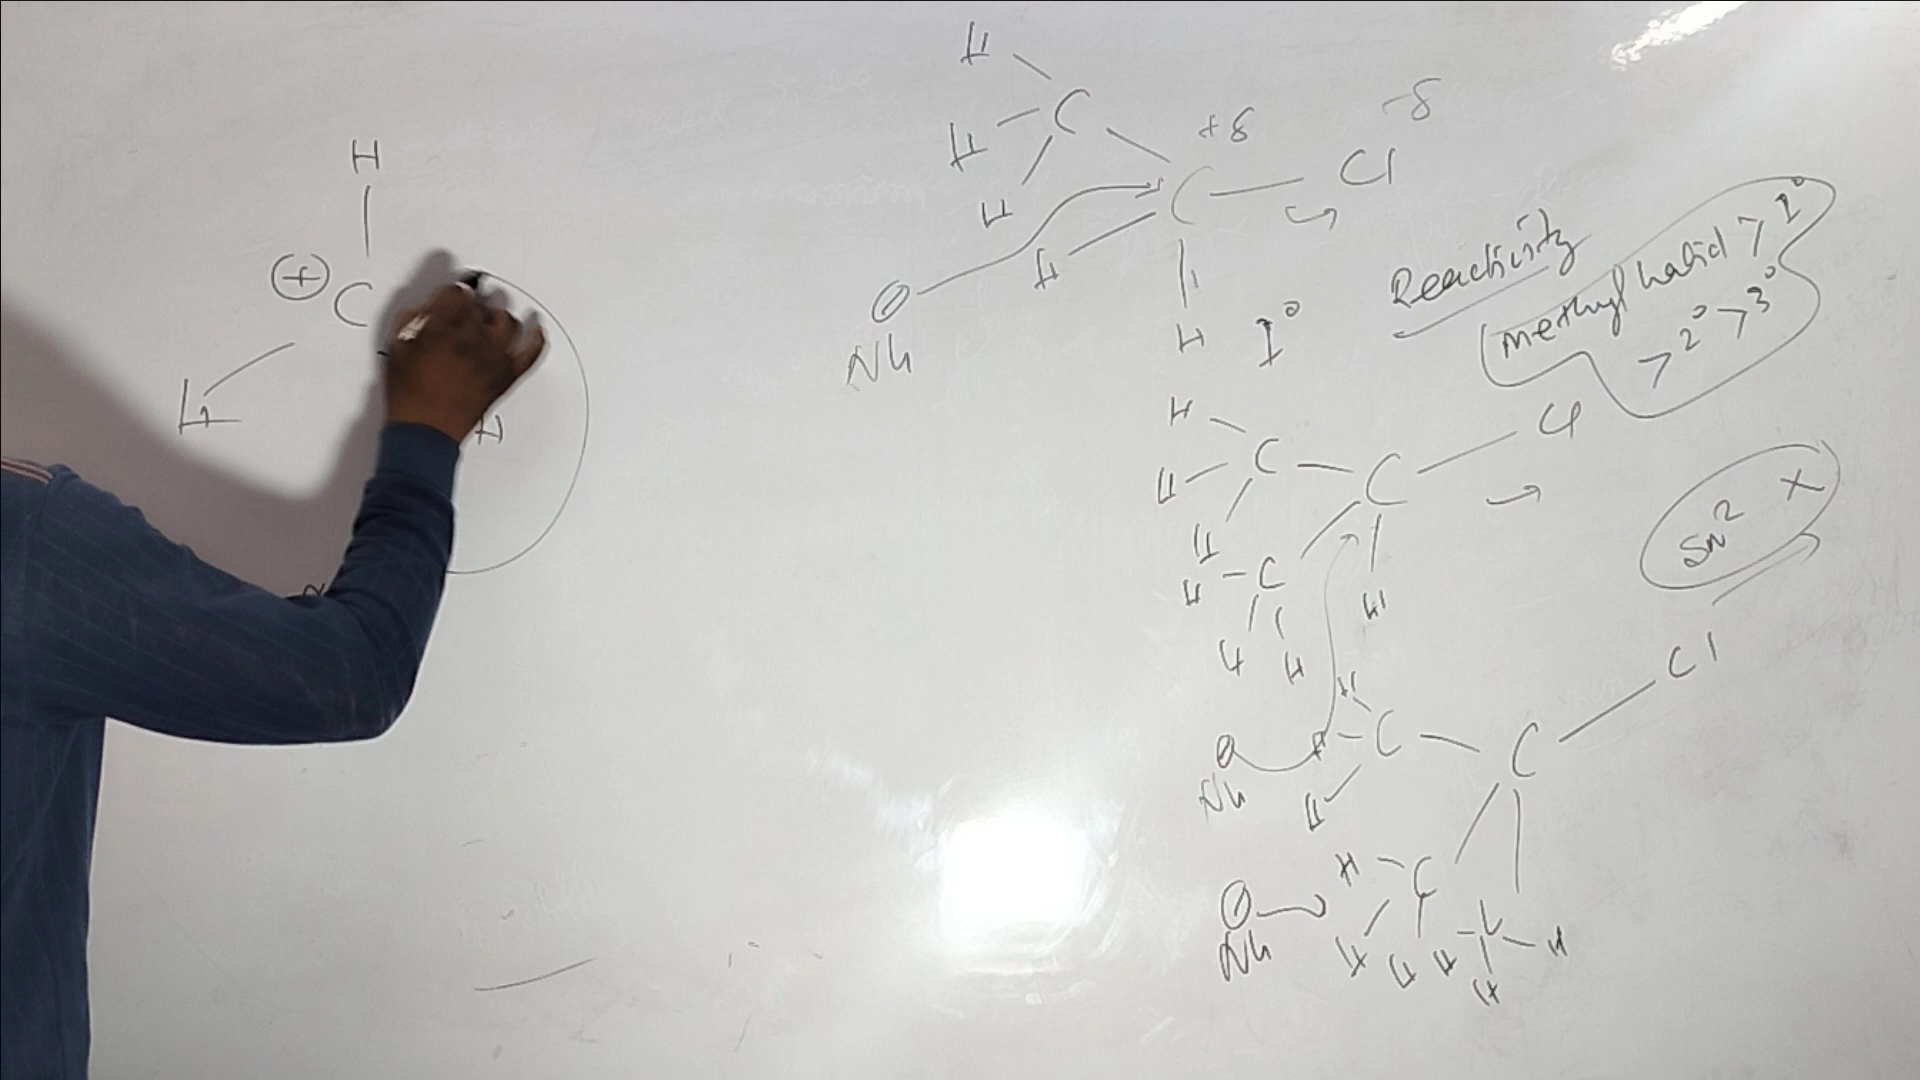 H
⊕ C
H
H
H
H C +δ -δ
C Cl
H
H
⊖
Nu
H 1°
Reactivity
(methyl halid > 1°
> 2° > 3°
H Cl
H C C
H
H C
H
H H
SN2 X
H
Cl
H C C
⊖
Nu H
H C
⊖
Nu H H H C H
H